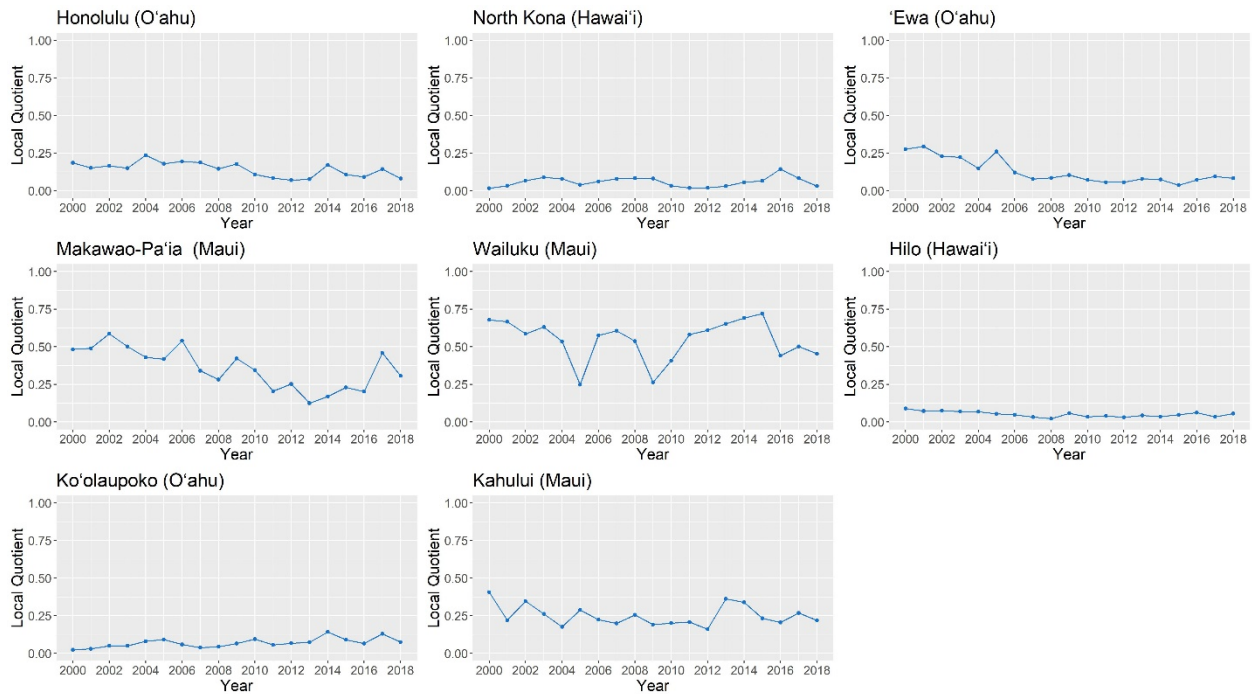 Honolulu (Oʻahu)
1.00
0.75
0.50
0.25
0.00
Local Quotient
2000 2002 2004 2006 2008 2010 2012 2014 2016 2018
Year
North Kona (Hawaiʻi)
1.00
0.75
0.50
0.25
0.00
Local Quotient
2000 2002 2004 2006 2008 2010 2012 2014 2016 2018
Year
ʻEwa (Oʻahu)
1.00
0.75
0.50
0.25
0.00
Local Quotient
2000 2002 2004 2006 2008 2010 2012 2014 2016 2018
Year
Makawao-Paʻia (Maui)
1.00
0.75
0.50
0.25
0.00
Local Quotient
2000 2002 2004 2006 2008 2010 2012 2014 2016 2018
Year
Wailuku (Maui)
1.00
0.75
0.50
0.25
0.00
Local Quotient
2000 2002 2004 2006 2008 2010 2012 2014 2016 2018
Year
Hilo (Hawaiʻi)
1.00
0.75
0.50
0.25
0.00
Local Quotient
2000 2002 2004 2006 2008 2010 2012 2014 2016 2018
Year
Koʻolaupoko (Oʻahu)
1.00
0.75
0.50
0.25
0.00
Local Quotient
2000 2002 2004 2006 2008 2010 2012 2014 2016 2018
Year
Kahului (Maui)
1.00
0.75
0.50
0.25
0.00
Local Quotient
2000 2002 2004 2006 2008 2010 2012 2014 2016 2018
Year